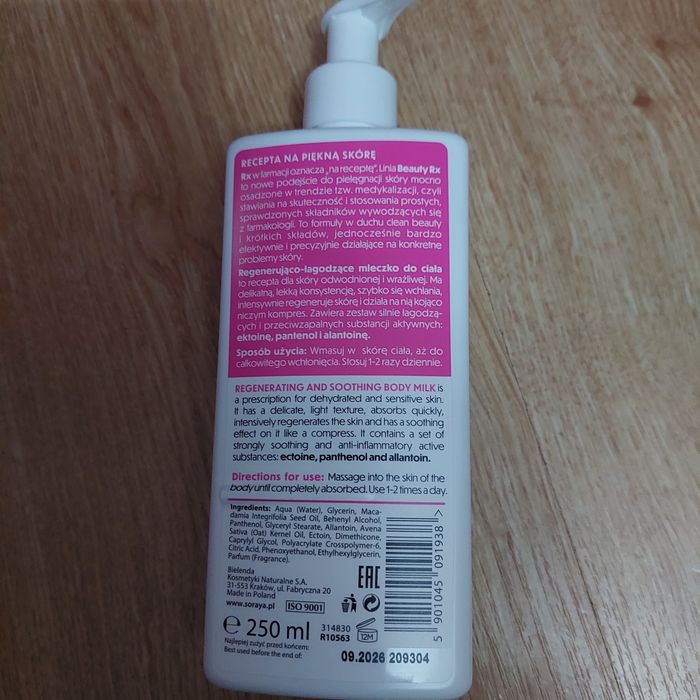 RECEPTA NA PIĘKNĄ SKÓRĘ
Rx w farmacji oznacza „na receptę”. Linia Beauty Rx
to nowe podejście do pielęgnacji skóry mocno
osadzone w trendzie tzw. medykalizacji, czyli
stawiania na skuteczność i stosowania prostych,
sprawdzonych składników wywodzących się
z farmakologii. To formuły w duchu clean beauty
i krótkich składów, jednocześnie bardzo
efektywnie i precyzyjnie działające na konkretne
problemy skóry.
Regenerująco-łagodzące mleczko do ciała
to recepta dla skóry odwodnionej i wrażliwej. Ma
delikatną, lekką konsystencję, szybko się wchłania,
intensywnie regeneruje skórę i działa na nią kojąco
niczym kompres. Zawiera zestaw silnie łagodzą-
cych i przeciwzapalnych substancji aktywnych:
ektoinę, pantenol i alantoinę.
Sposób użycia: Wmasuj w skórę ciała, aż do
całkowitego wchłonięcia. Stosuj 1-2 razy dziennie.
REGENERATING AND SOOTHING BODY MILK is
a prescription for dehydrated and sensitive skin.
It has a delicate, light texture, absorbs quickly,
intensively regenerates the skin and has a soothing
effect on it like a compress. It contains a set of
strongly soothing and anti-inflammatory active
substances: ectoine, panthenol and allantoin.
Directions for use: Massage into the skin of the
body until completely absorbed. Use 1-2 times a day.
Ingredients: Aqua (Water), Glycerin, Maca-
damia Integrifolia Seed Oil, Behenyl Alcohol,
Panthenol, Glyceryl Stearate, Allantoin, Avena
Sativa (Oat) Kernel Oil, Ectoin, Dimethicone,
Caprylyl Glycol, Polyacrylate Crosspolymer-6,
Citric Acid, Phenoxyethanol, Ethylhexylglycerin,
Parfum (Fragrance).
Bielenda
Kosmetyki Naturalne S.A.
31-553 Kraków, ul. Fabryczna 20
Made in Poland
www.soraya.pl ISO 9001
EAC
5 901045 091938 >
e 250 ml
314830
R10563
12M
Najlepiej zużyć przed końcem:
Best used before the end of:
09.2026 209304